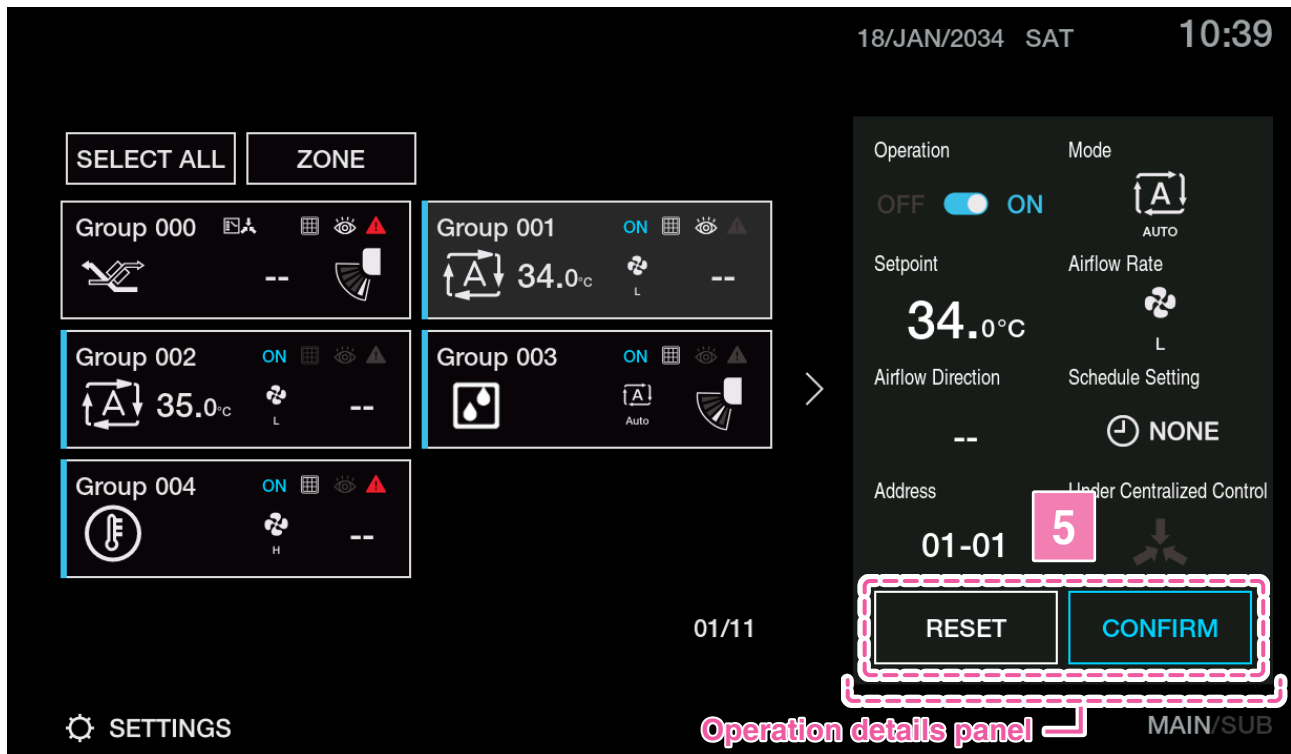 18/JAN/2034 SAT 10:39
SELECT ALL ZONE
Group 000
--
Group 001 ON
A 34.0°C L --
Group 002 ON
A 35.0°C L --
Group 003 ON
A Auto
Group 004 ON
H --
01/11
Operation Mode
OFF ON A
AUTO
Setpoint Airflow Rate
34.0°C
L
Airflow Direction Schedule Setting
-- NONE
Address Under Centralized Control
01-01 5
RESET CONFIRM
Operation details panel
SETTINGS MAIN/SUB